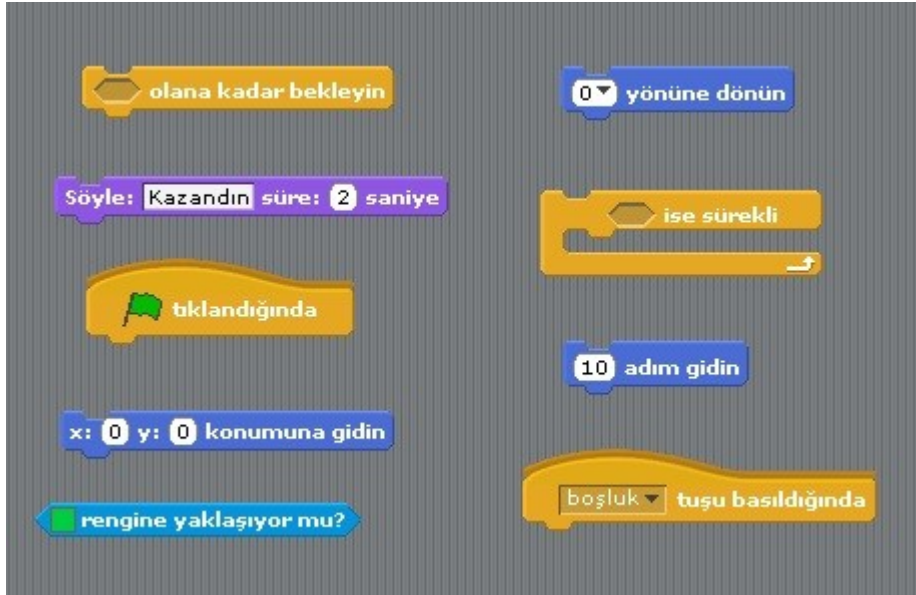 olana kadar bekleyin
Söyle: Kazandın süre: 2 saniye
tıklandığında
x: 0 y: 0 konumuna gidin
rengine yaklaşıyor mu?
0 yönüne dönün
ise sürekli
10 adım gidin
boşluk tuşu basıldığında